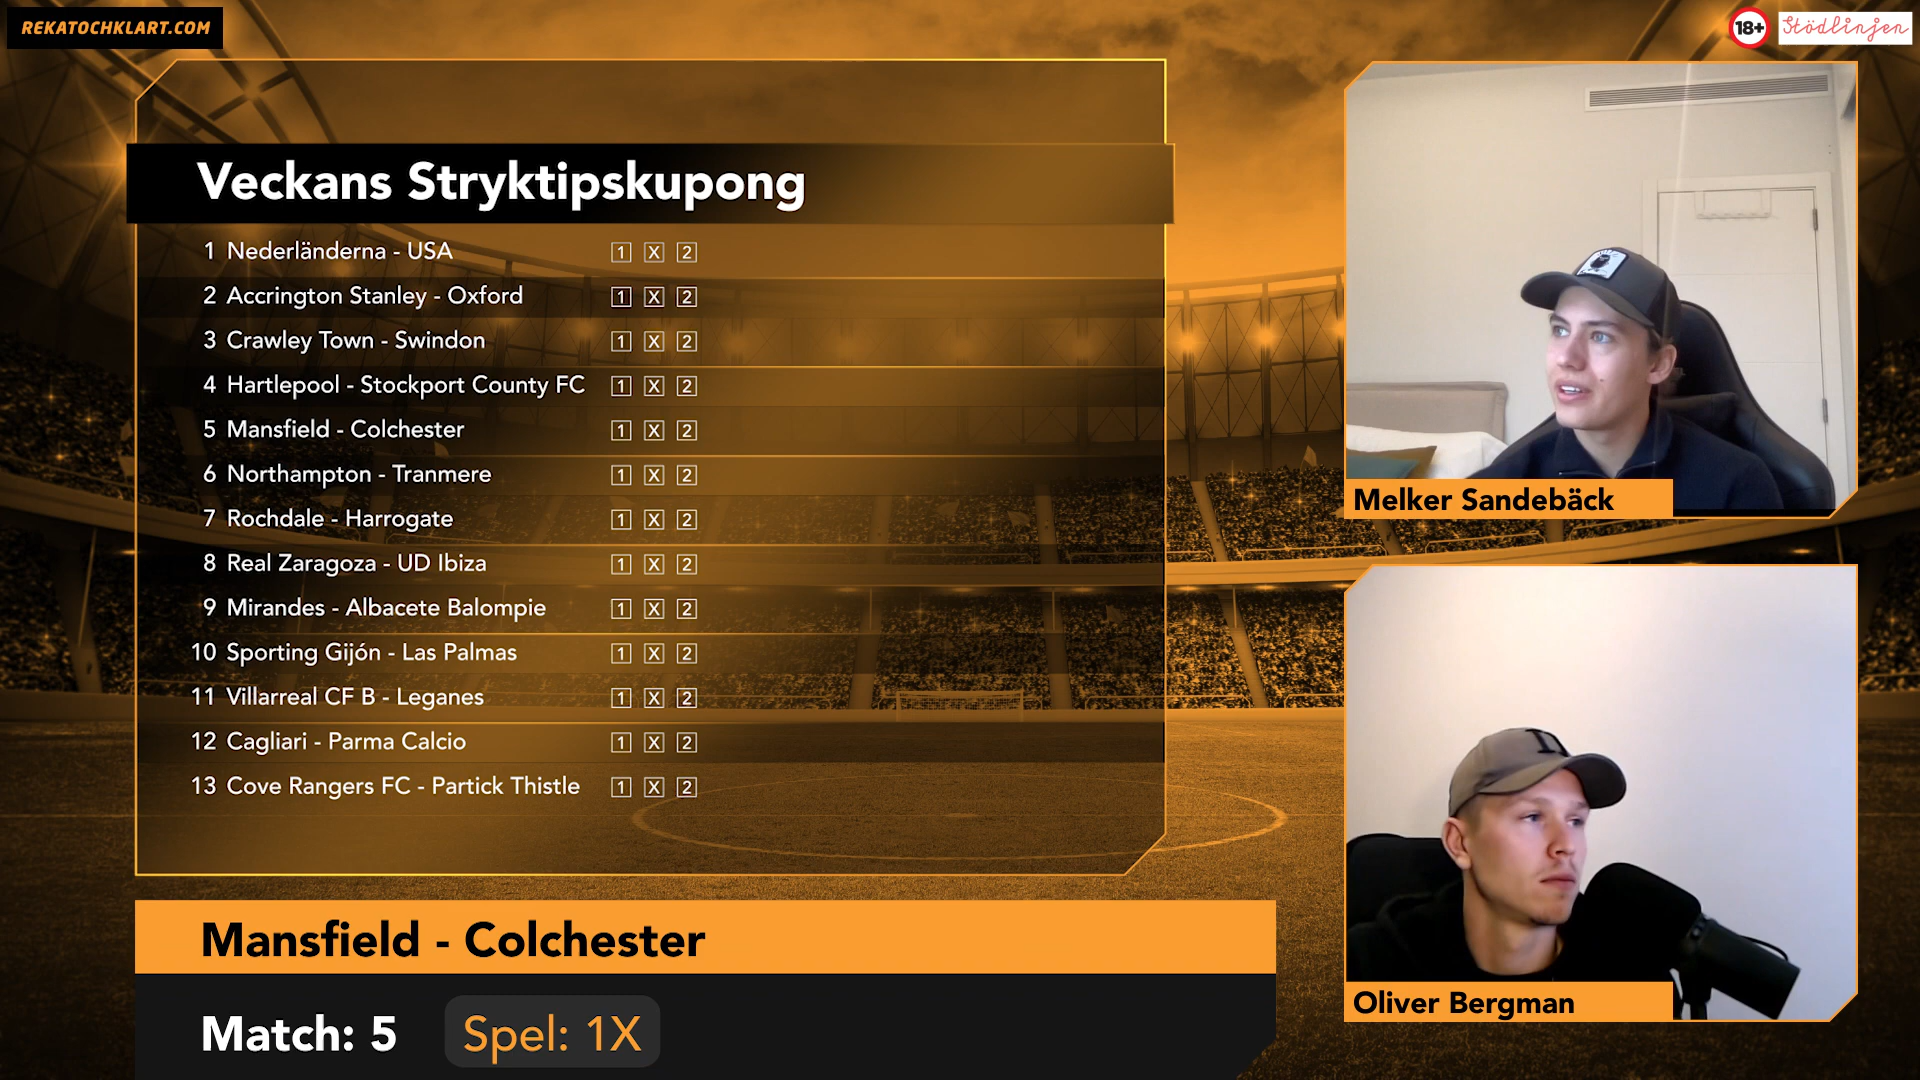 REKATOCHKLART.COM
18+ Stödlinjen
Veckans Stryktipskupong
1 Nederländerna - USA 1 X 2
2 Accrington Stanley - Oxford 1 X 2
3 Crawley Town - Swindon 1 X 2
4 Hartlepool - Stockport County FC 1 X 2
5 Mansfield - Colchester 1 X 2
6 Northampton - Tranmere 1 X 2
7 Rochdale - Harrogate 1 X 2
8 Real Zaragoza - UD Ibiza 1 X 2
9 Mirandes - Albacete Balompie 1 X 2
10 Sporting Gijón - Las Palmas 1 X 2
11 Villarreal CF B - Leganes 1 X 2
12 Cagliari - Parma Calcio 1 X 2
13 Cove Rangers FC - Partick Thistle 1 X 2
Melker Sandebäck
Oliver Bergman
Mansfield - Colchester
Match: 5 Spel: 1X